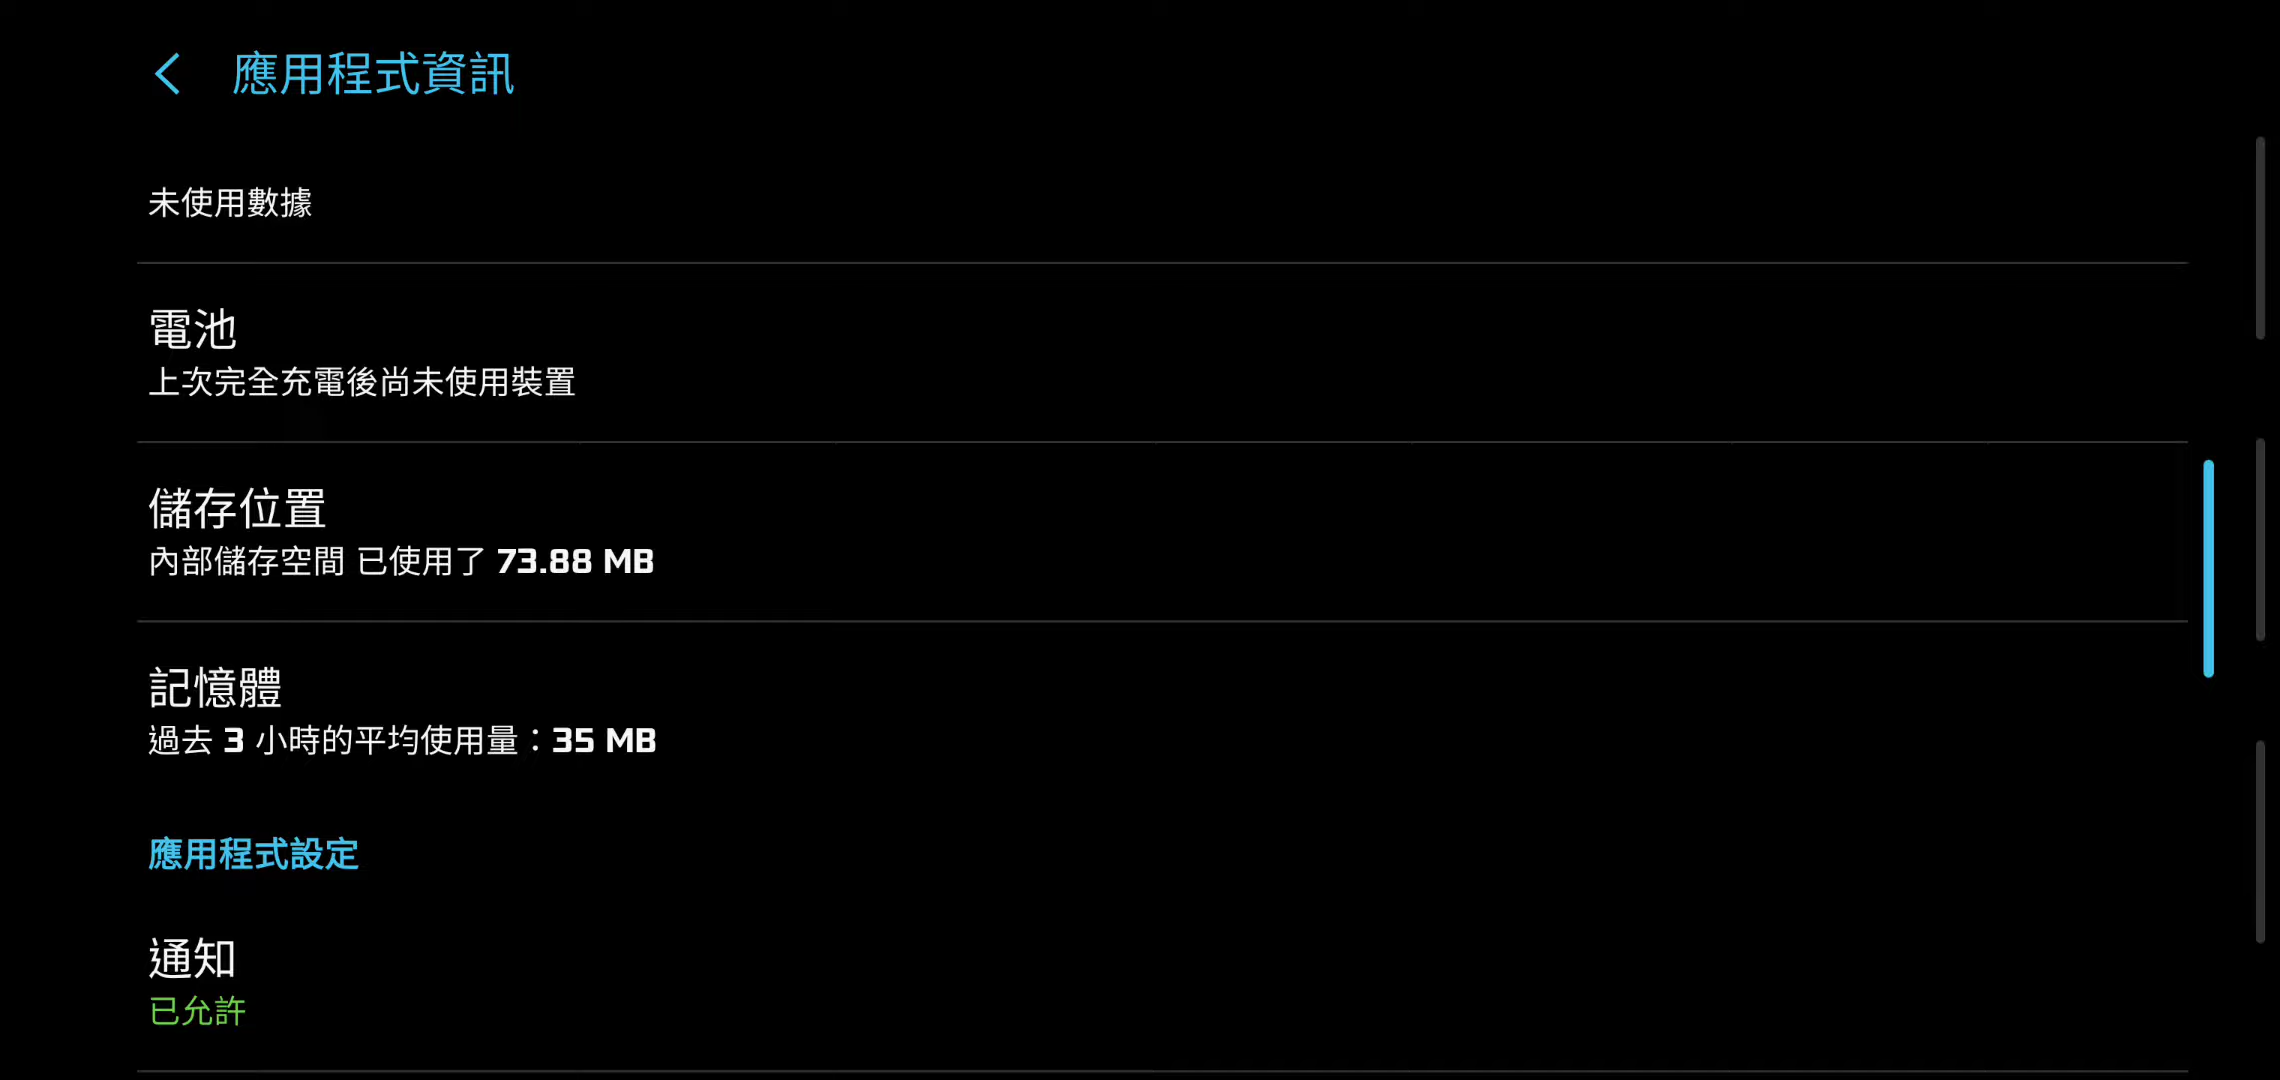 應用程式資訊
未使用數據
電池
上次完全充電後尚未使用裝置
儲存位置
內部儲存空間 已使用了 73.88 MB
記憶體
過去 3 小時的平均使用量：35 MB
應用程式設定
通知
已允許